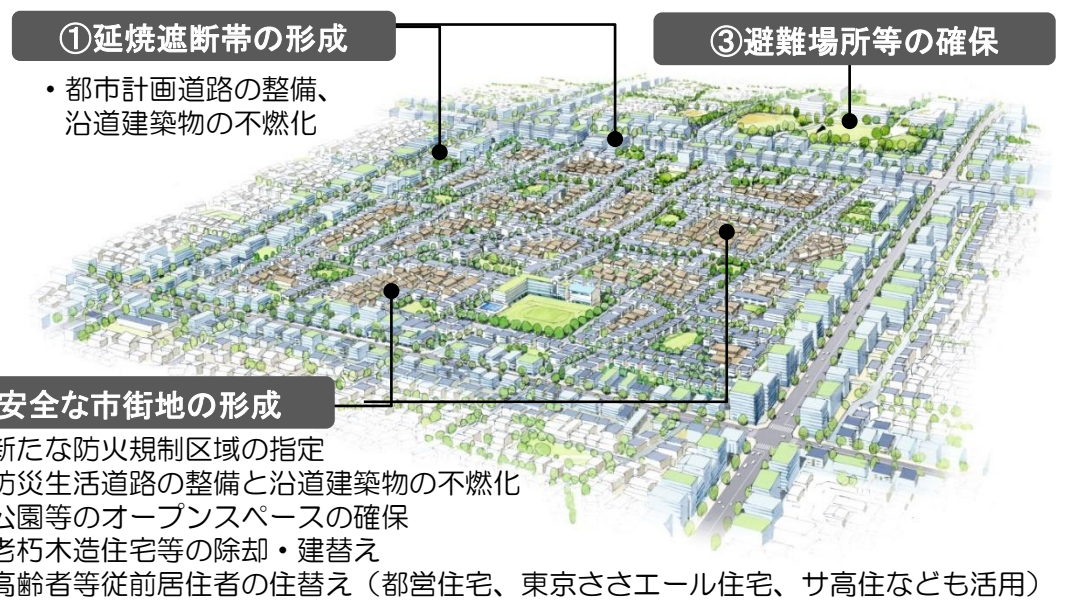 ①延焼遮断帯の形成
③避難場所等の確保
・都市計画道路の整備、
沿道建築物の不燃化
安全な市街地の形成
新たな防火規制区域の指定
防災生活道路の整備と沿道建築物の不燃化
公園等のオープンスペースの確保
老朽木造住宅等の除却・建替え
高齢者等従前居住者の住替え（都営住宅、東京ささエール住宅、サ高住なども活用）